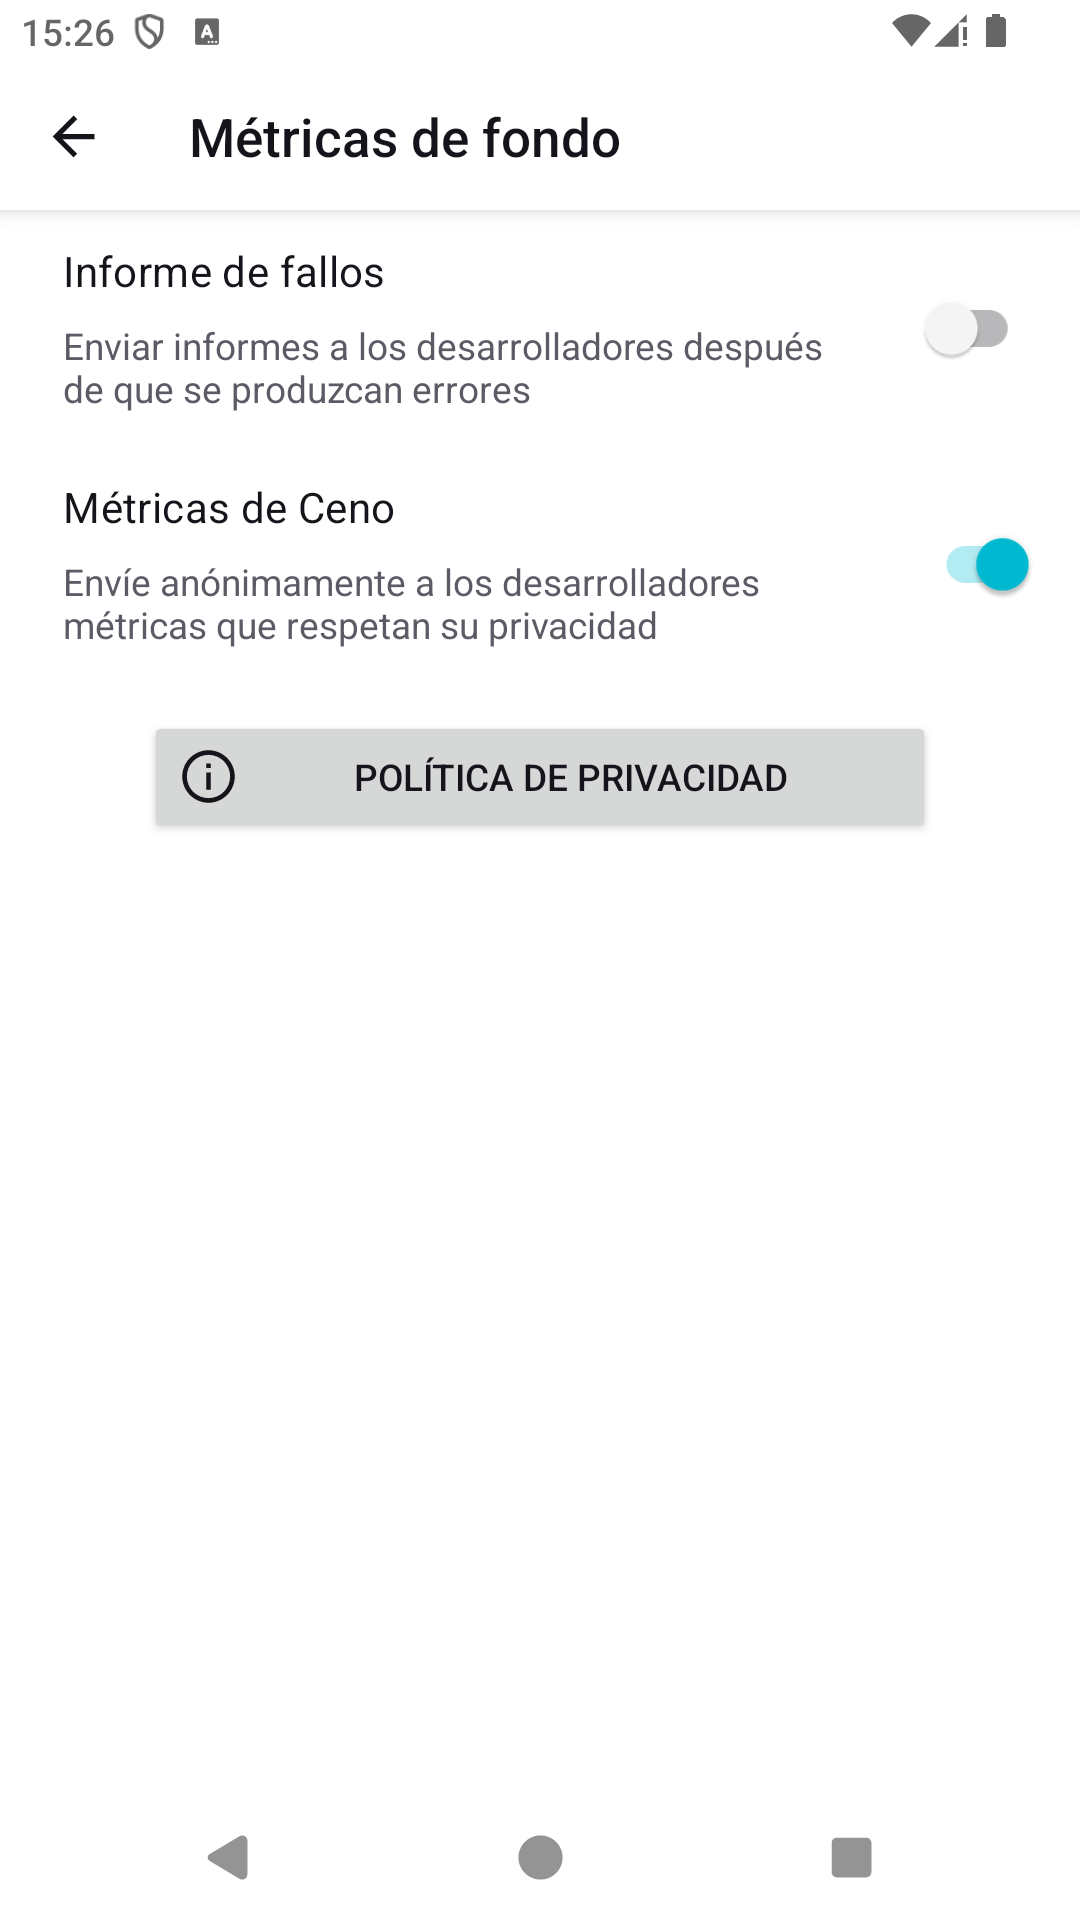 15:26
Métricas de fondo
Informe de fallos
Enviar informes a los desarrolladores después
de que se produzcan errores
Métricas de Ceno
Envíe anónimamente a los desarrolladores
métricas que respetan su privacidad
POLÍTICA DE PRIVACIDAD